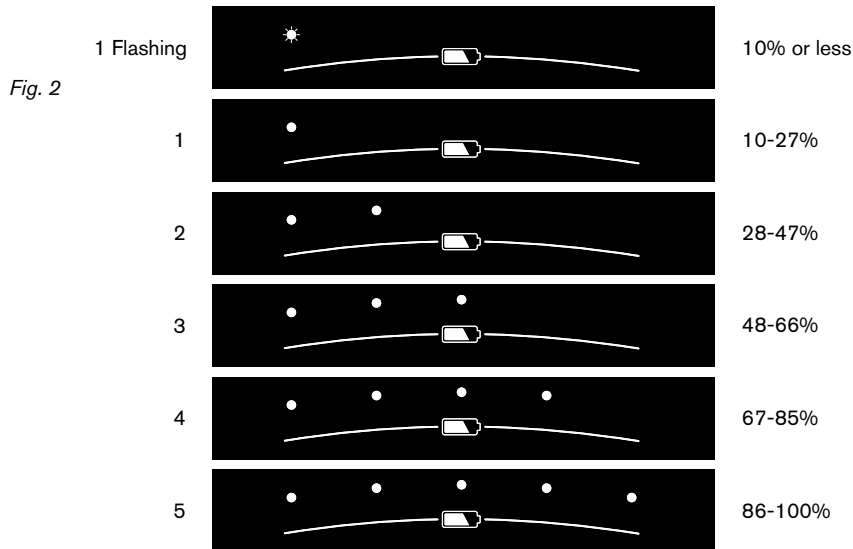 1 Flashing 10% or less
Fig. 2
1 10-27%
2 28-47%
3 48-66%
4 67-85%
5 86-100%